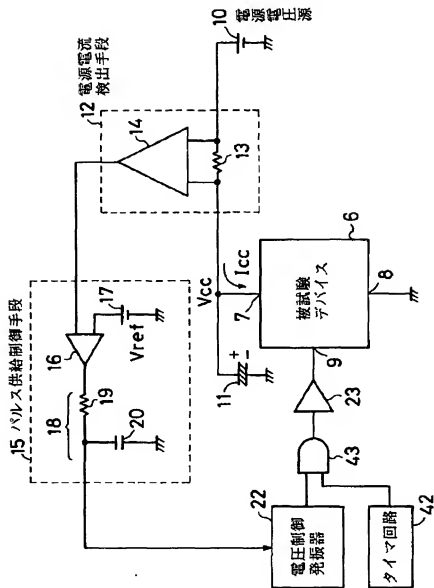 10 電源電圧源
電源電流
検出手段
12
14
13
15 パルス供給制御手段
16
17
Vref
18
19
20
Vcc
Icc
11
+
-
7
6
被試験
デバイス
8
9
23
43
22
電圧制御
発振器
タイマ回路
42